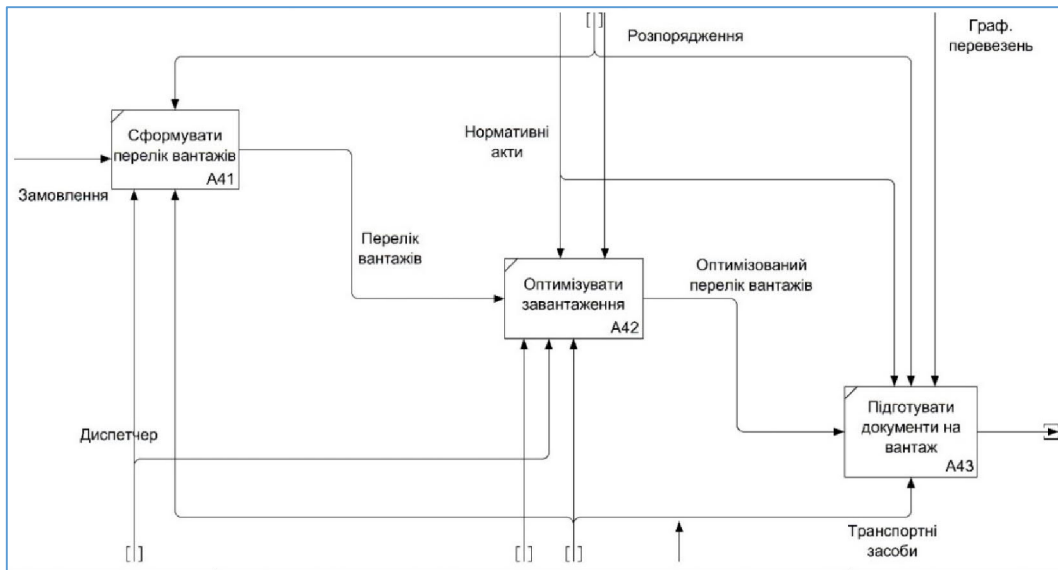 Розпорядження
Граф.
перевезень
Сформувати
перелік вантажів
A41
Замовлення
Нормативні
акти
Перелік
вантажів
Оптимізувати
завантаження
A42
Оптимізований
перелік вантажів
Підготувати
документи на
вантаж
A43
Диспетчер
Транспортні
засоби